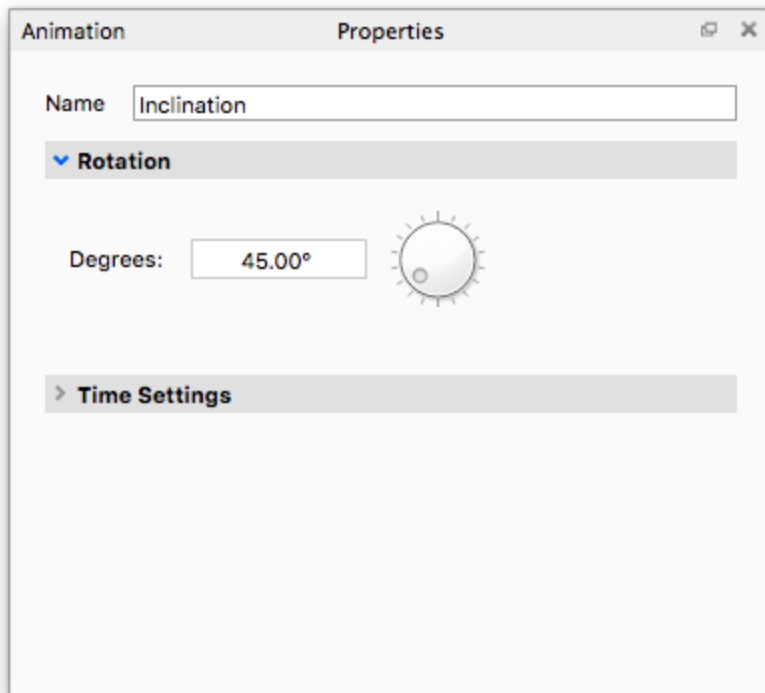 Animation Properties
Name Inclination
Rotation
Degrees: 45.00°
Time Settings